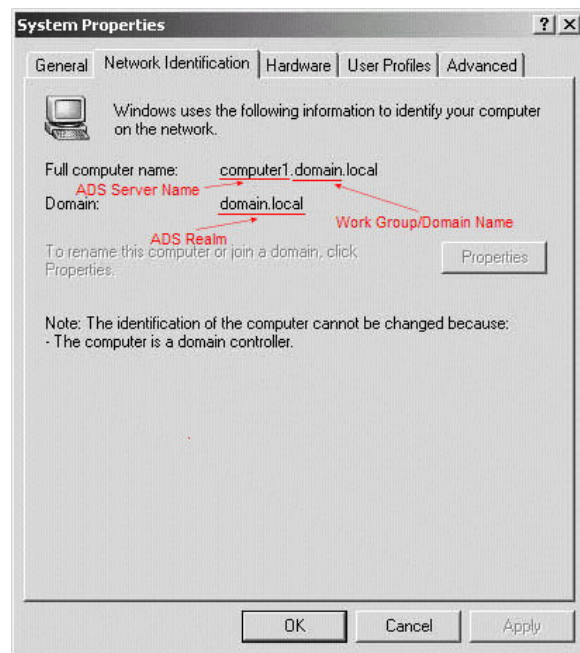 System Properties
? X
General Network Identification Hardware User Profiles Advanced
Windows uses the following information to identify your computer
on the network.
Full computer name: computer1.domain.local
ADS Server Name
Domain: domain.local
Work Group/Domain Name
ADS Realm
To rename this computer or join a domain, click
Properties.
Properties
Note: The identification of the computer cannot be changed because:
- The computer is a domain controller.
OK Cancel Apply